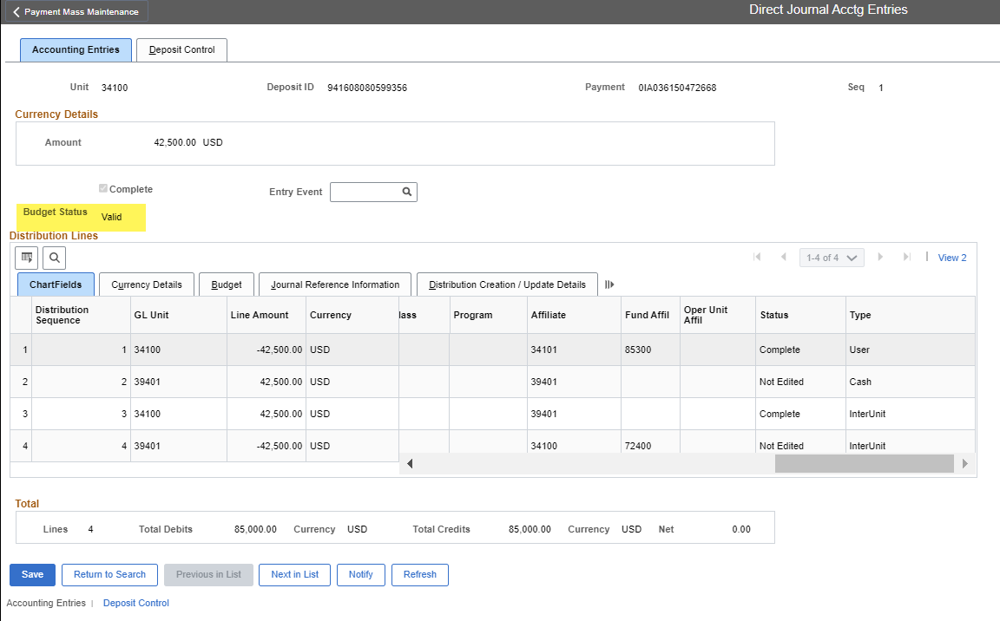 Payment Mass Maintenance
Direct Journal Acctg Entries
Accounting Entries
Deposit Control
Unit 34100 Deposit ID 941608080599356 Payment 0IA036150472668 Seq 1
Currency Details
Amount 42,500.00 USD
Complete Entry Event
Budget Status Valid
Distribution Lines
1-4 of 4 View 2
ChartFields Currency Details Budget Journal Reference Information Distribution Creation / Update Details
Distribution Sequence GL Unit Line Amount Currency lass Program Affiliate Fund Affil Oper Unit Affil Status Type
1 1 34100 -42,500.00 USD 34101 85300 Complete User
2 2 39401 42,500.00 USD 39401 Not Edited Cash
3 3 34100 42,500.00 USD 39401 Complete InterUnit
4 4 39401 -42,500.00 USD 34100 72400 Not Edited InterUnit
Total
Lines 4 Total Debits 85,000.00 Currency USD Total Credits 85,000.00 Currency USD Net 0.00
Save Return to Search Previous in List Next in List Notify Refresh
Accounting Entries | Deposit Control